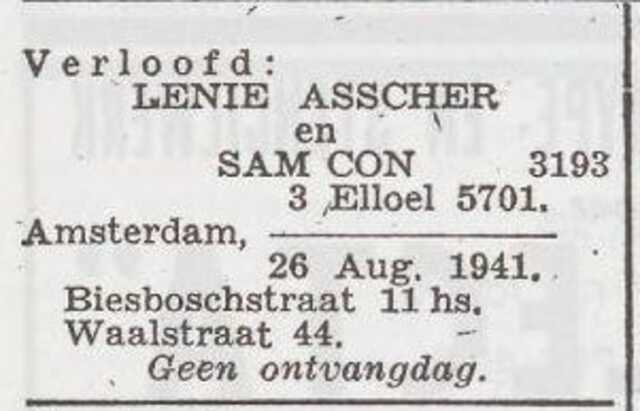 Verloofd:
LENIE ASSCHER
en
SAM CON 3193
3 Elloel 5701.
Amsterdam,
26 Aug. 1941.
Biesboschstraat 11 hs.
Waalstraat 44.
Geen ontvangdag.